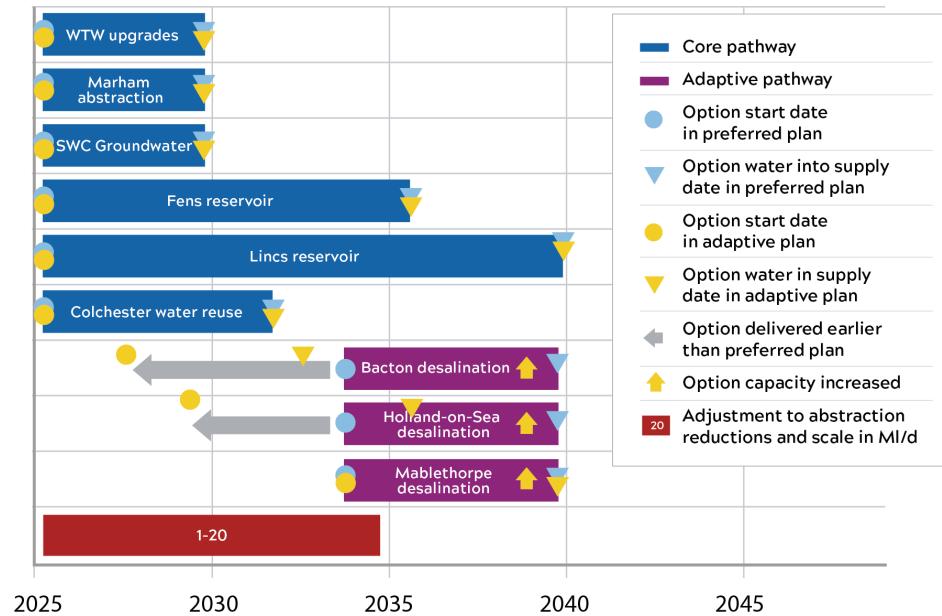 WTW upgrades
Marham
abstraction
SWC Groundwater
Fens reservoir
Lincs reservoir
Colchester water reuse
Bacton desalination
Holland-on-Sea
desalination
Mablethorpe
desalination
1-20
2025
2030
2035
2040
2045
Core pathway
Adaptive pathway
Option start date
in preferred plan
Option water into supply
date in preferred plan
Option start date
in adaptive plan
Option water in supply
date in adaptive plan
Option delivered earlier
than preferred plan
Option capacity increased
20
Adjustment to abstraction
reductions and scale in Ml/d